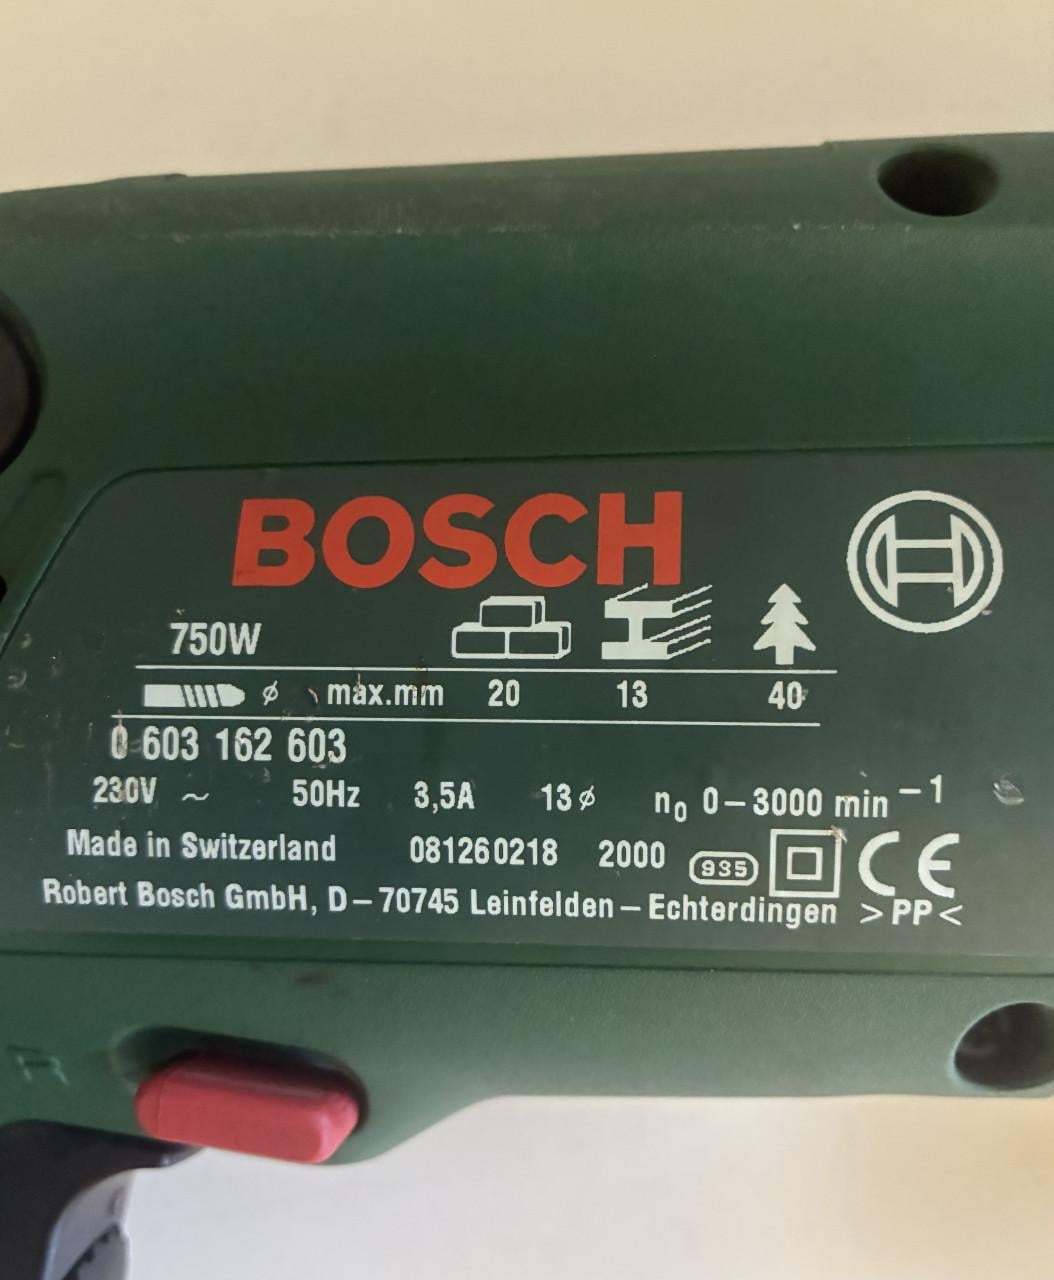 BOSCH
750W
ø max.mm 20 13 40
0 603 162 603
230V ~ 50Hz 3,5A 13 ø n₀ 0–3000 min⁻¹
Made in Switzerland 081260218 2000 935 CE
Robert Bosch GmbH, D–70745 Leinfelden–Echterdingen >PP<
R